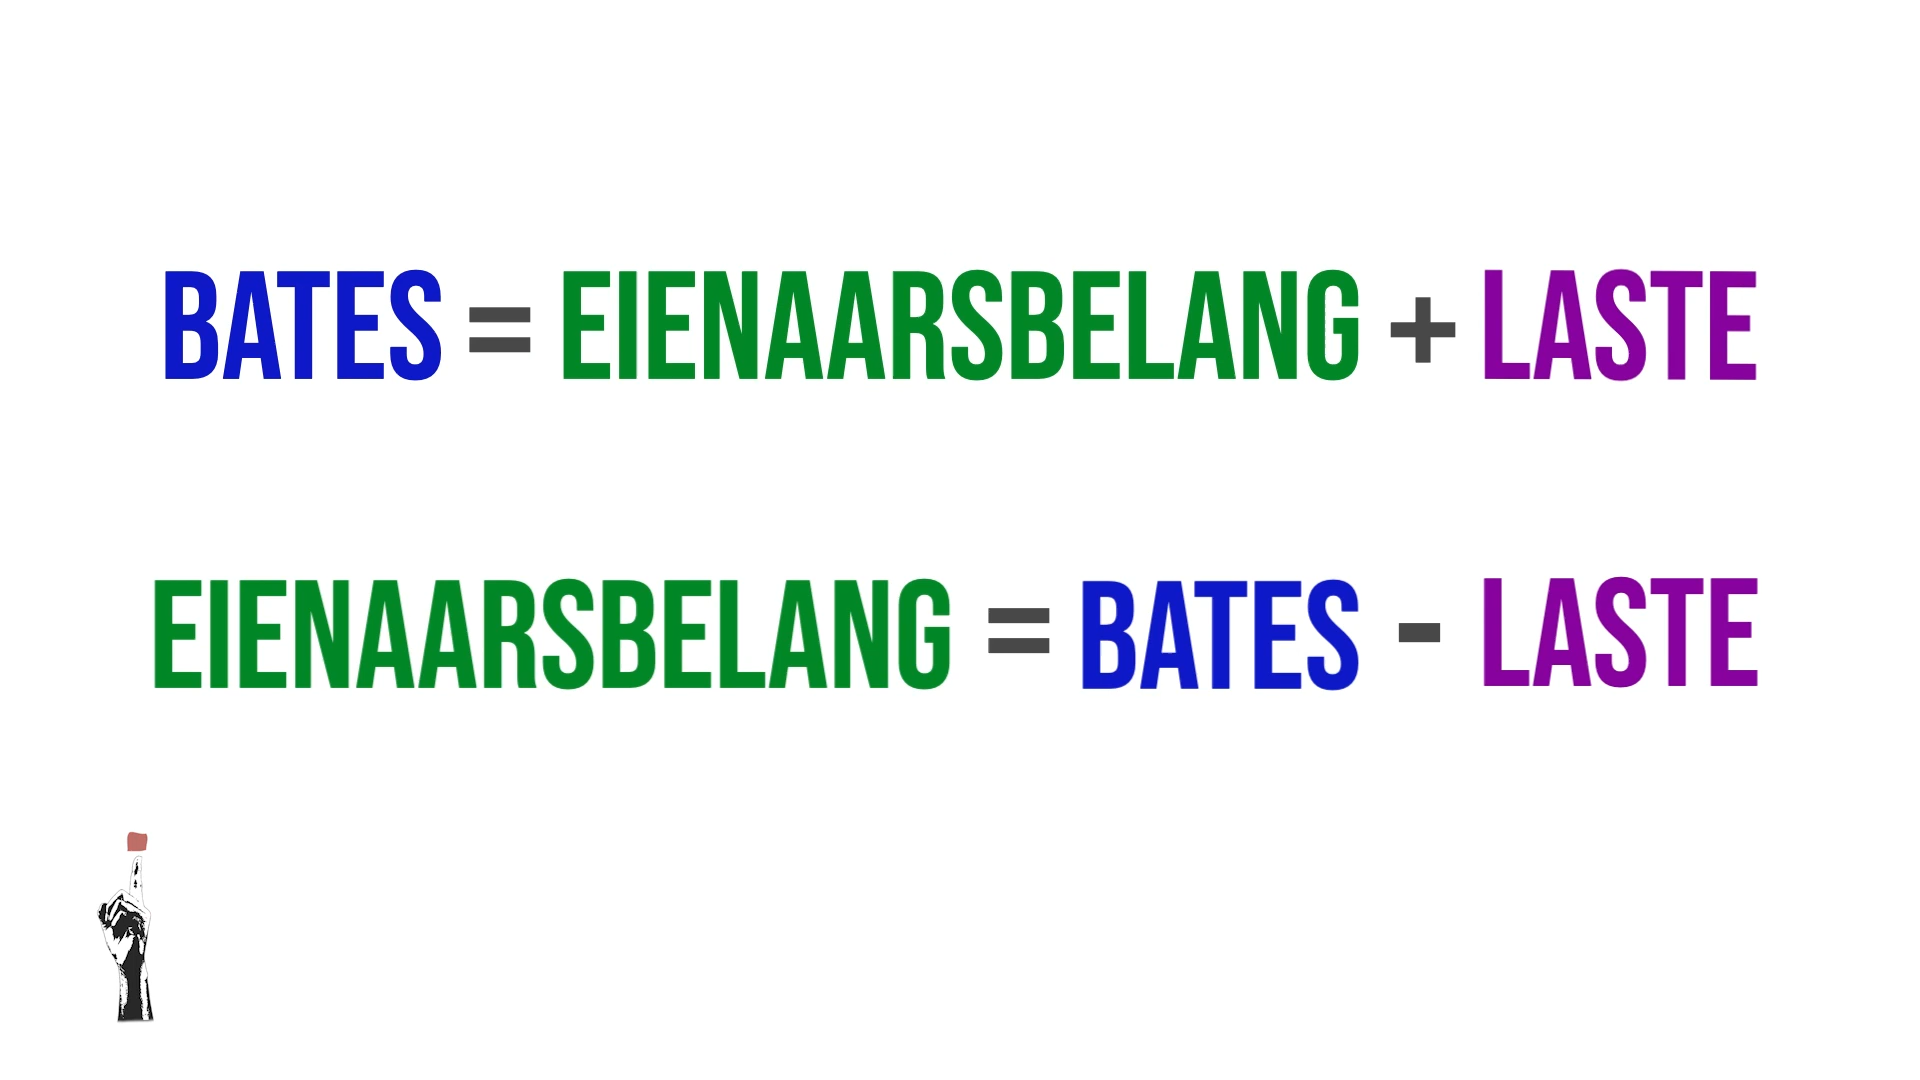 BATES = EIENAARSBELANG + LASTE
EIENAARSBELANG = BATES - LASTE